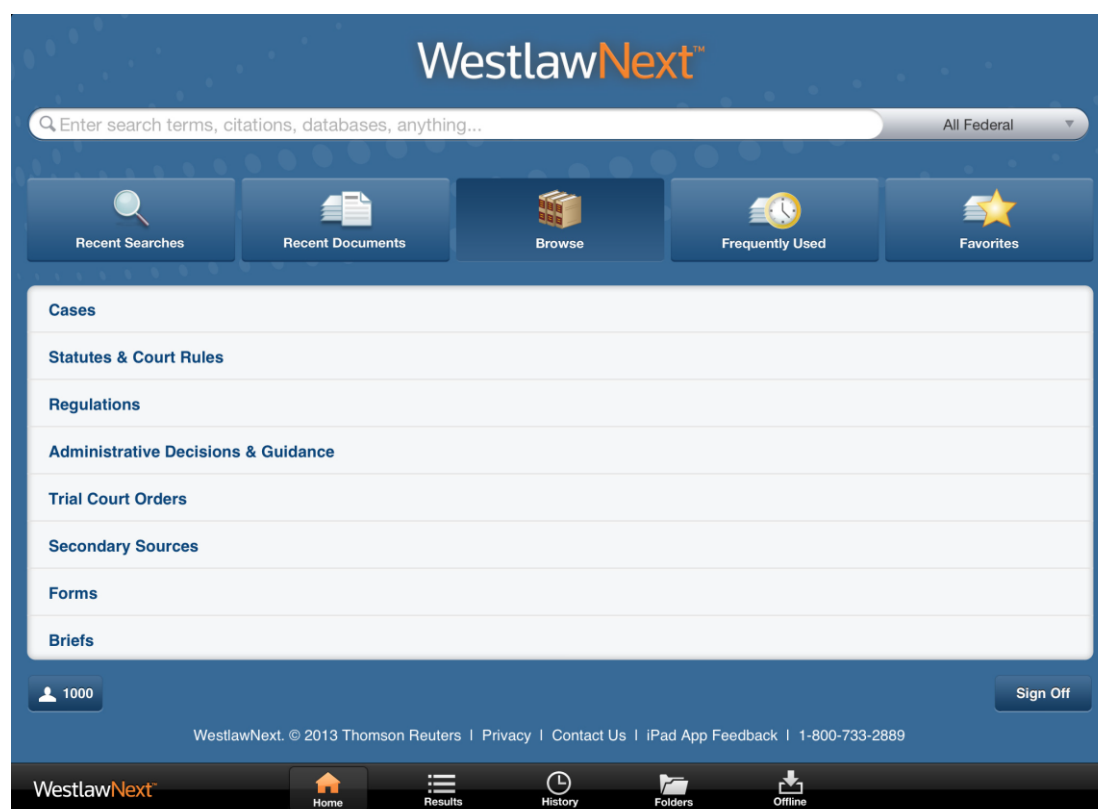 WestlawNext™
Enter search terms, citations, databases, anything...
All Federal
Recent Searches
Recent Documents
Browse
Frequently Used
Favorites
Cases
Statutes & Court Rules
Regulations
Administrative Decisions & Guidance
Trial Court Orders
Secondary Sources
Forms
Briefs
1000
Sign Off
WestlawNext. © 2013 Thomson Reuters | Privacy | Contact Us | iPad App Feedback | 1-800-733-2889
WestlawNext™
Home
Results
History
Folders
Offline